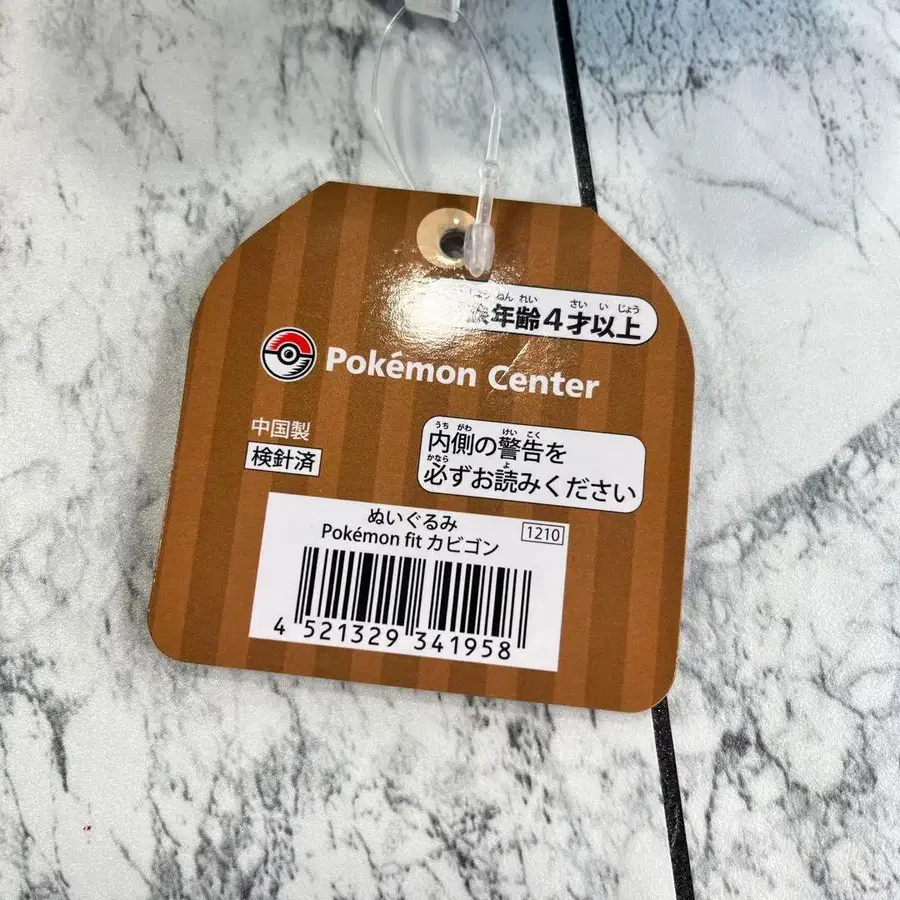 年齢4才以上
Pokémon Center
中国製
検針済
内側の警告を
必ずお読みください
ぬいぐるみ
Pokémon fit カビゴン
1210
4 521329 341958